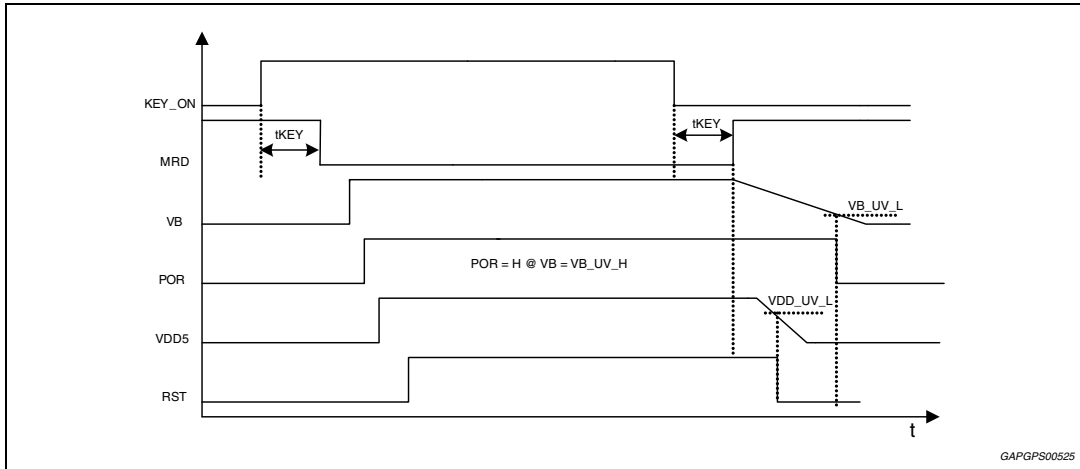 KEY_ON
tKEY
tKEY
MRD
VB_UV_L
VB
POR = H @ VB = VB_UV_H
POR
VDD_UV_L
VDD5
RST
t
GAPGPS00525